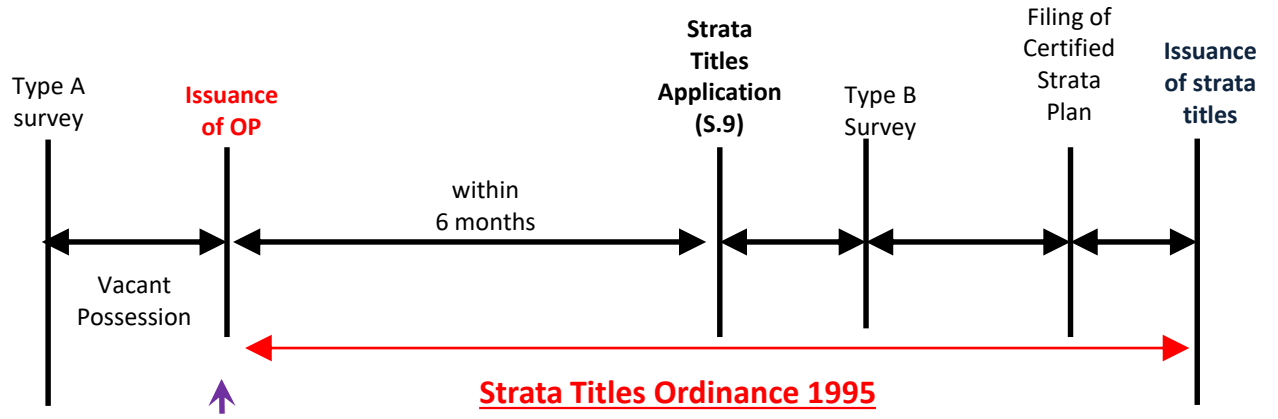 Type A
survey
Issuance
of OP
Strata
Titles
Application
(S.9)
Type B
Survey
Filing of
Certified
Strata
Plan
Issuance
of strata
titles
within
6 months
Vacant
Possession
Strata Titles Ordinance 1995